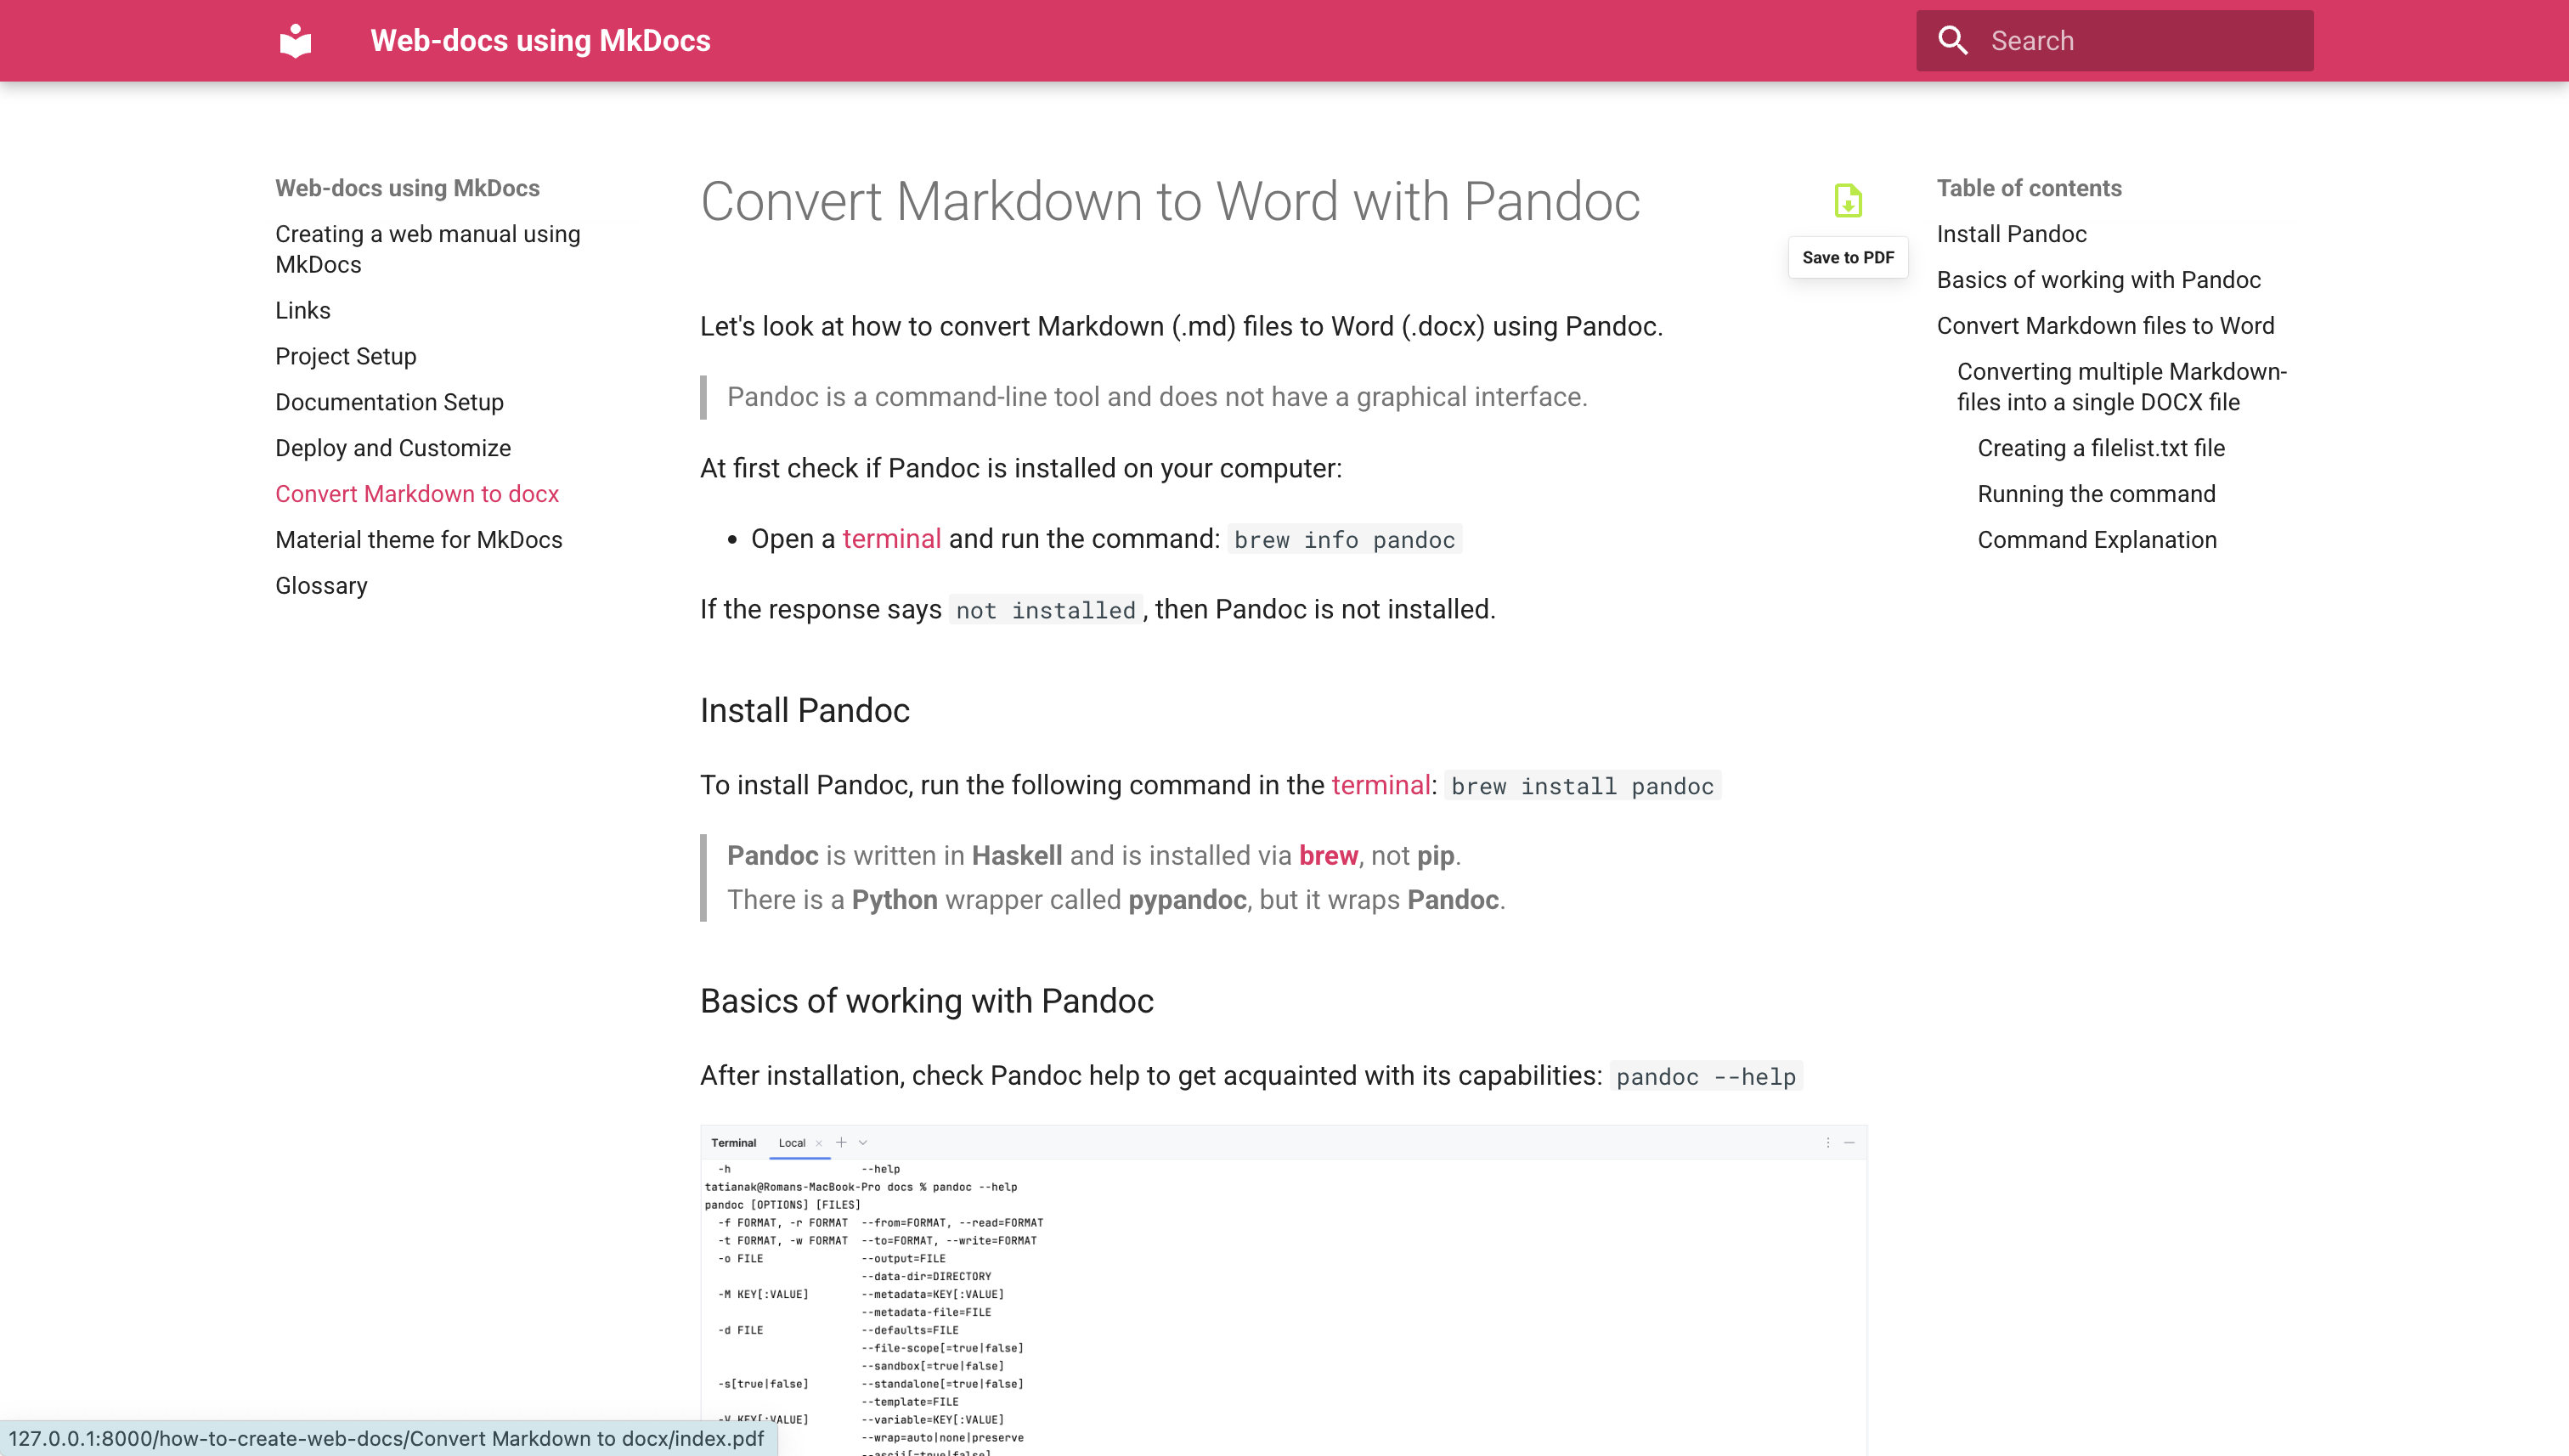 Web-docs using MkDocs
Search
Web-docs using MkDocs
Creating a web manual using
MkDocs
Links
Project Setup
Documentation Setup
Deploy and Customize
Convert Markdown to docx
Material theme for MkDocs
Glossary
Convert Markdown to Word with Pandoc
Save to PDF
Let's look at how to convert Markdown (.md) files to Word (.docx) using Pandoc.
Pandoc is a command-line tool and does not have a graphical interface.
At first check if Pandoc is installed on your computer:
• Open a terminal and run the command: brew info pandoc
If the response says not installed, then Pandoc is not installed.
Install Pandoc
To install Pandoc, run the following command in the terminal: brew install pandoc
Pandoc is written in Haskell and is installed via brew, not pip.
There is a Python wrapper called pypandoc, but it wraps Pandoc.
Basics of working with Pandoc
After installation, check Pandoc help to get acquainted with its capabilities: pandoc --help
Terminal Local × + 
-h --help
tatianak@Romans-MacBook-Pro docs % pandoc --help
pandoc [OPTIONS] [FILES]
-f FORMAT, -r FORMAT --from=FORMAT, --read=FORMAT
-t FORMAT, -w FORMAT --to=FORMAT, --write=FORMAT
-o FILE --output=FILE
--data-dir=DIRECTORY
-M KEY[:VALUE] --metadata=KEY[:VALUE]
--metadata-file=FILE
-d FILE --defaults=FILE
--file-scope[=true|false]
--sandbox[=true|false]
-s[true|false] --standalone[=true|false]
--template=FILE
-V KEY[:VALUE] --variable=KEY[:VALUE]
--wrap=auto|none|preserve
--ascii[=true|false]
Table of contents
Install Pandoc
Basics of working with Pandoc
Convert Markdown files to Word
Converting multiple Markdown-
files into a single DOCX file
Creating a filelist.txt file
Running the command
Command Explanation
127.0.0.1:8000/how-to-create-web-docs/Convert Markdown to docx/index.pdf